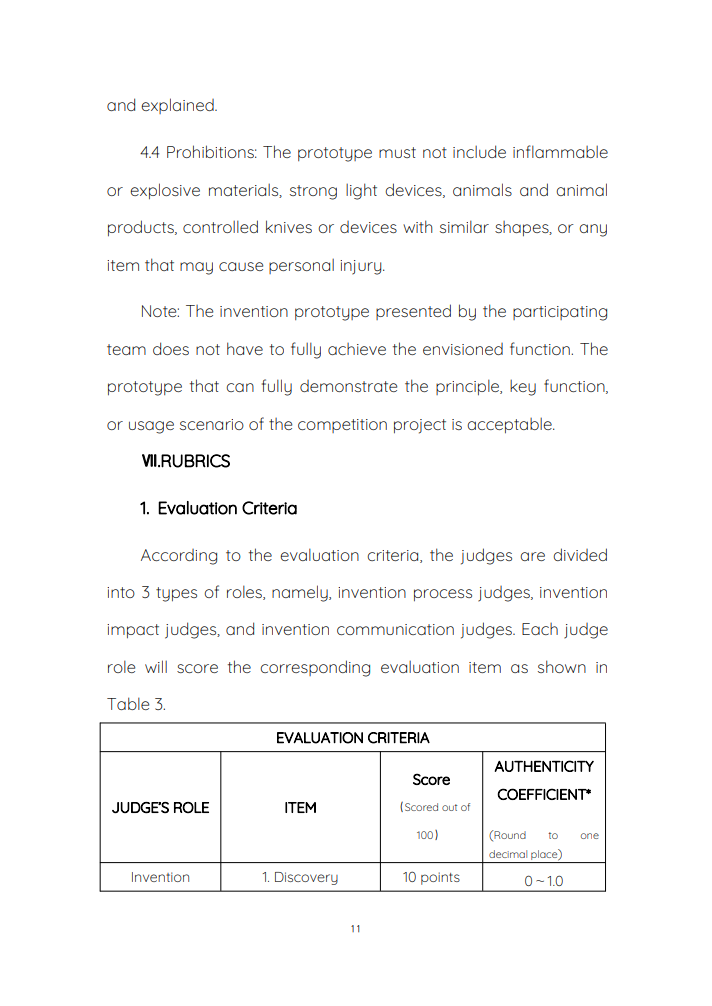 and explained.
4.4 Prohibitions: The prototype must not include inflammable
or explosive materials, strong light devices, animals and animal
products, controlled knives or devices with similar shapes, or any
item that may cause personal injury.
Note: The invention prototype presented by the participating
team does not have to fully achieve the envisioned function. The
prototype that can fully demonstrate the principle, key function,
or usage scenario of the competition project is acceptable.
Ⅶ.RUBRICS
1. Evaluation Criteria
According to the evaluation criteria, the judges are divided
into 3 types of roles, namely, invention process judges, invention
impact judges, and invention communication judges. Each judge
role will score the corresponding evaluation item as shown in
Table 3.
EVALUATION CRITERIA
JUDGE'S ROLE
ITEM
Score
(Scored out of
100)
AUTHENTICITY
COEFFICIENT*
(Round to one
decimal place)
Invention
1. Discovery
10 points
0～1.0
11